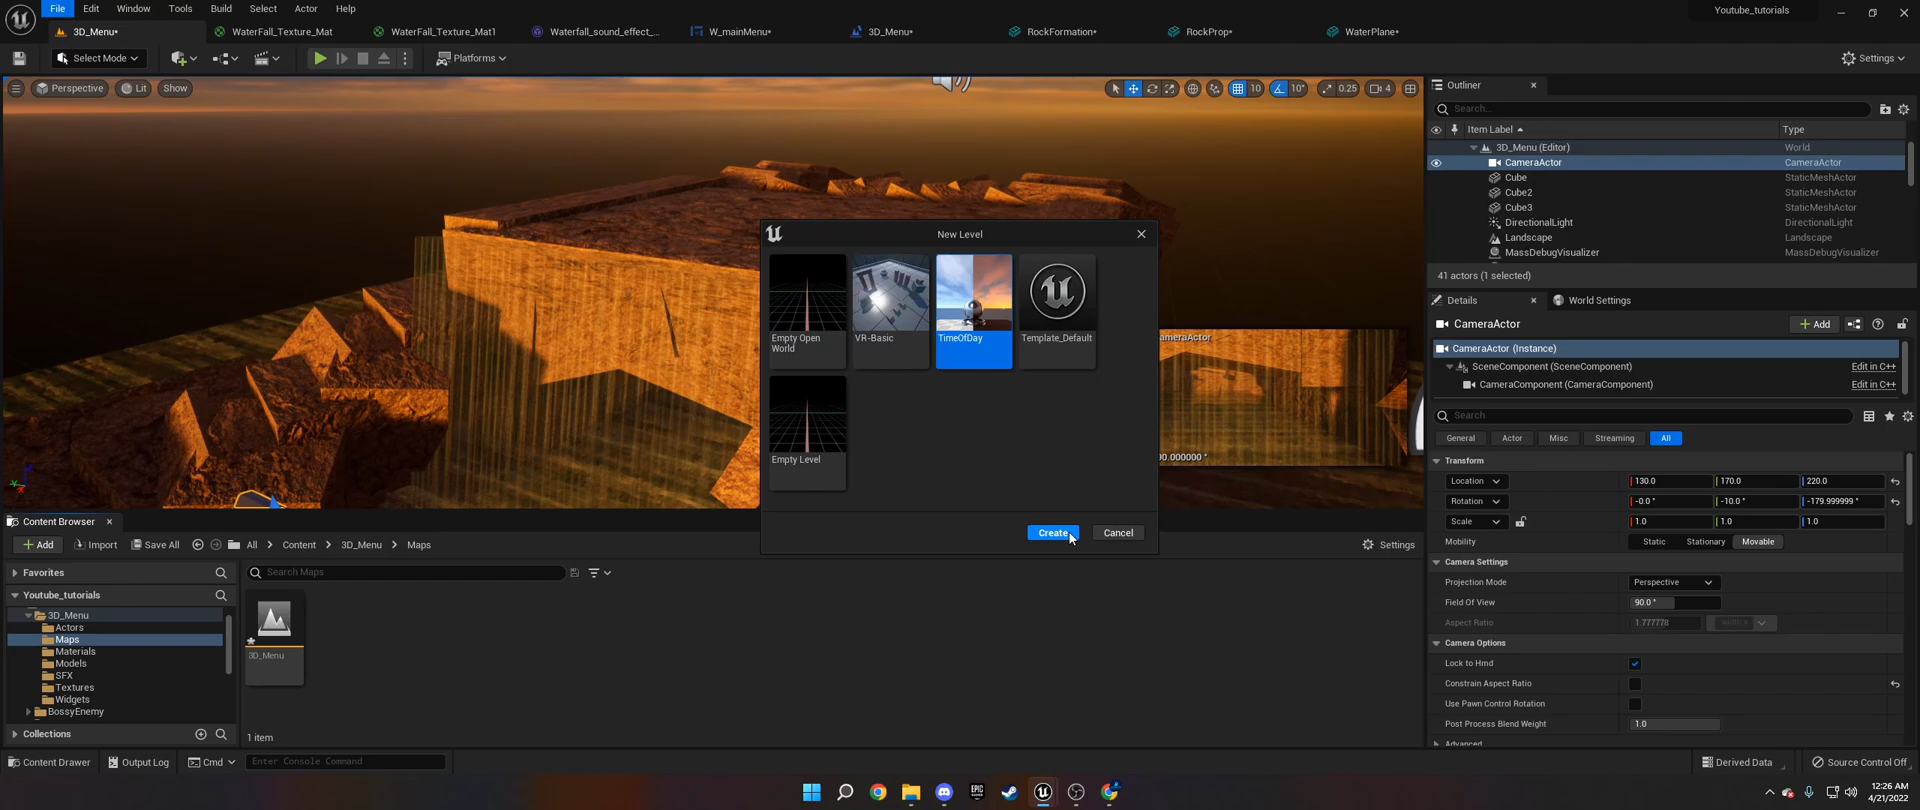 File Edit Window Tools Build Select Actor Help
Youtube_tutorials
3D_Menu* WaterFall_Texture_Mat WaterFall_Texture_Mat1 Waterfall_sound_effect_... W_mainMenu* 3D_Menu* RockFormation* RockProp* WaterPlane*
Select Mode Platforms Settings
Perspective Lit Show 10 10° 0.25 4
Outliner
Search...
Item Label Type
3D_Menu (Editor) World
CameraActor CameraActor
Cube StaticMeshActor
Cube2 StaticMeshActor
Cube3 StaticMeshActor
DirectionalLight DirectionalLight
Landscape Landscape
MassDebugVisualizer MassDebugVisualizer
41 actors (1 selected)
New Level
Empty Open World
VR-Basic
TimeOfDay
Template_Default
Empty Level
Create Cancel
Details World Settings
CameraActor Add
CameraActor (Instance)
SceneComponent (SceneComponent) Edit in C++
CameraComponent (CameraComponent) Edit in C++
Search
General Actor Misc Streaming All
Transform
Location 130.0 170.0 220.0
Rotation -0.0 ° -10.0 ° -179.999999 °
Scale 1.0 1.0 1.0
Mobility Static Stationary Movable
Camera Settings
Projection Mode Perspective
Field Of View 90.0 °
Aspect Ratio 1.777778
Camera Options
Lock to Hmd
Constrain Aspect Ratio
Use Pawn Control Rotation
Post Process Blend Weight 1.0
Advanced
Content Browser
Add Import Save All All Content 3D_Menu Maps Settings
Favorites
Search Maps
Youtube_tutorials
3D_Menu
Actors
Maps
Materials
Models
SFX
Textures
Widgets
BossyEnemy
Collections
3D_Menu
1 item
Content Drawer Output Log Cmd Enter Console Command Derived Data Source Control Off
12:26 AM
4/21/2022